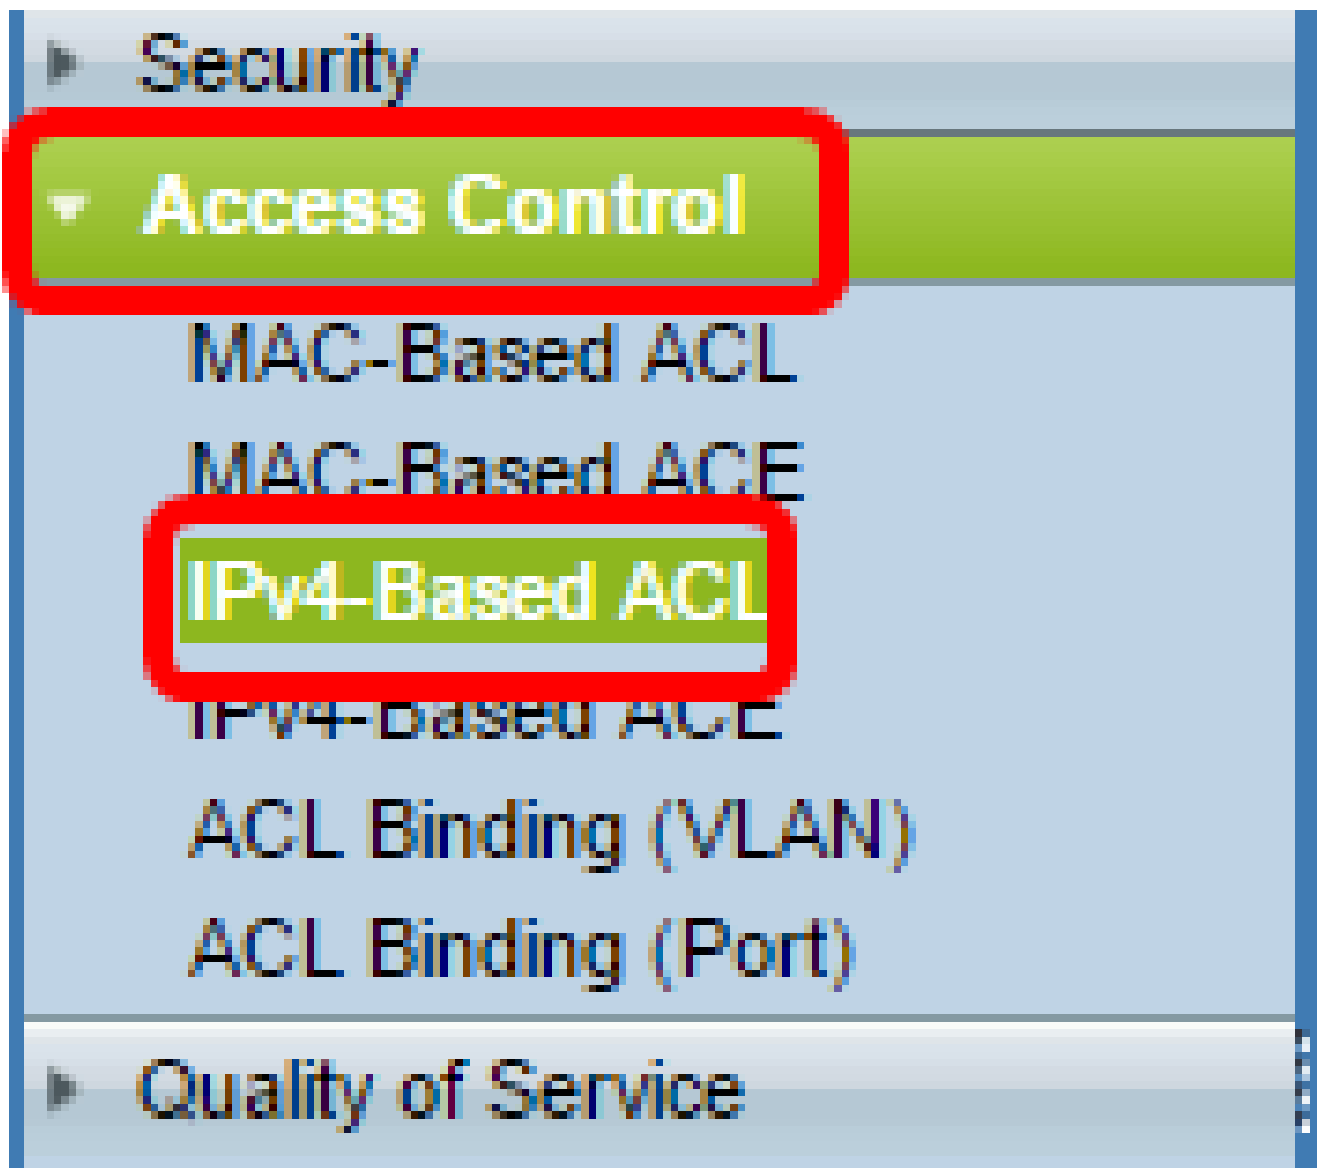 Security
Access Control
MAC-Based ACL
MAC-Based ACE
IPv4-Based ACL
IPv4-Based ACE
ACL Binding (VLAN)
ACL Binding (Port)
Quality of Service